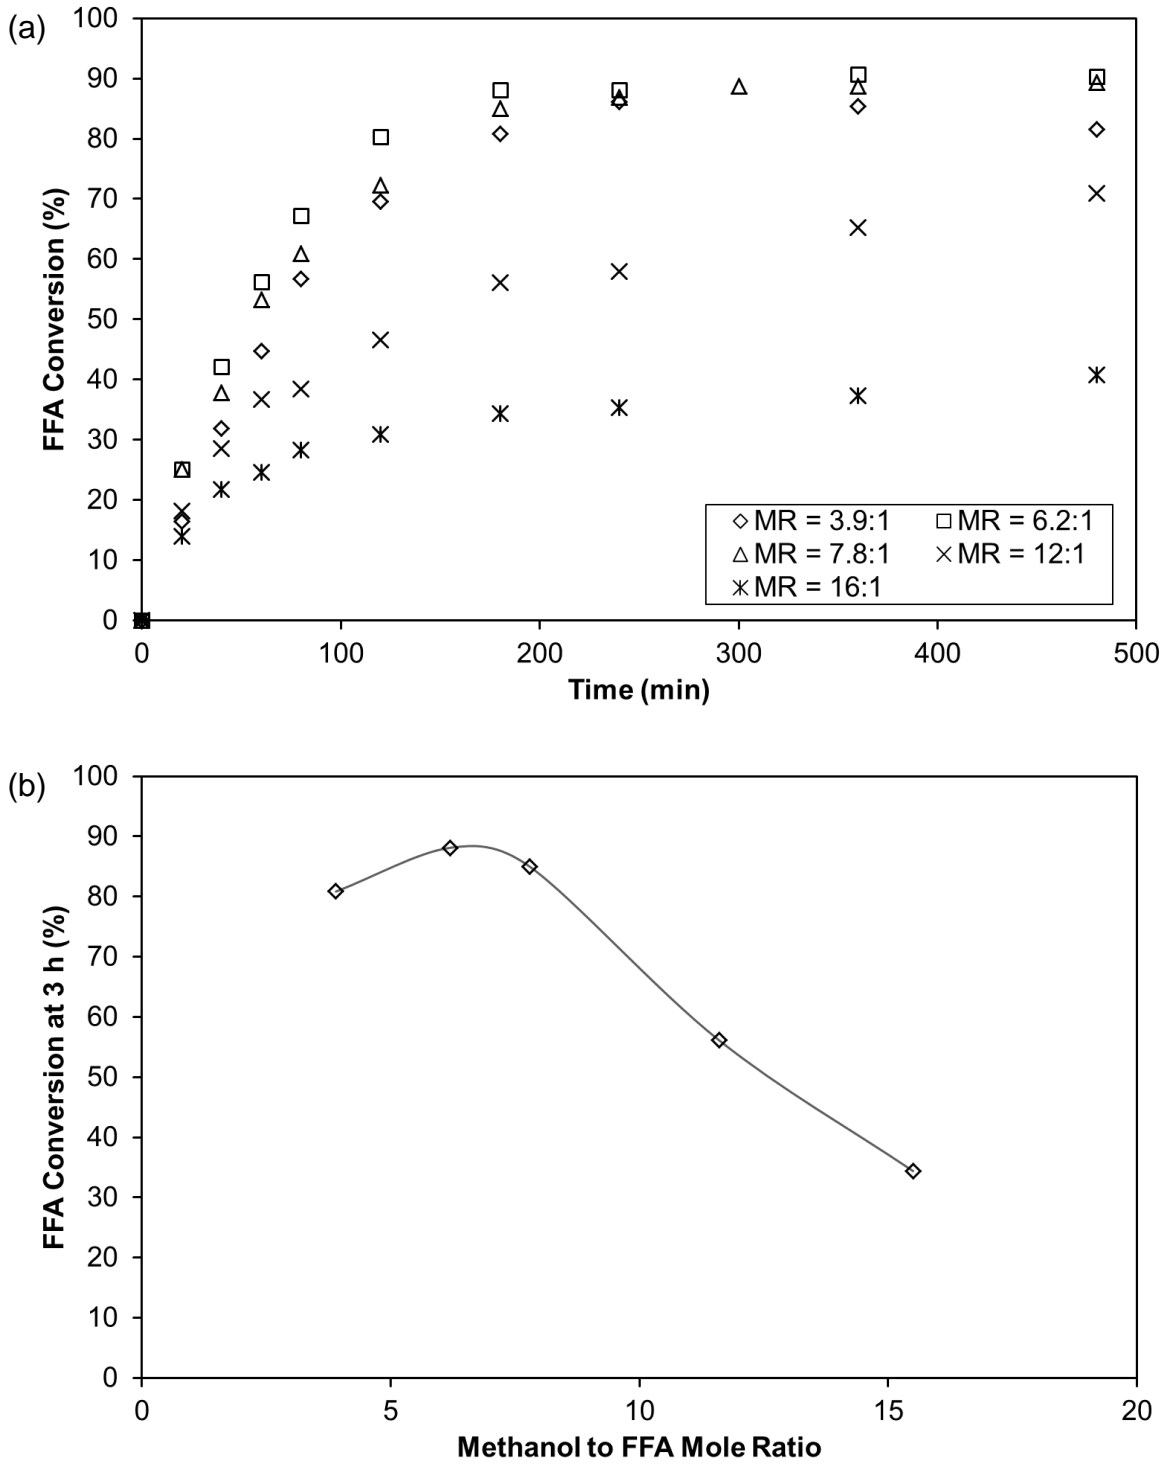 (a)
100
90
80
70
60
50
40
30
20
10
0
FFA Conversion (%)
MR = 3.9:1 MR = 6.2:1
MR = 7.8:1 MR = 12:1
MR = 16:1
0 100 200 300 400 500
Time (min)
(b)
100
90
80
70
60
50
40
30
20
10
0
FFA Conversion at 3 h (%)
0 5 10 15 20
Methanol to FFA Mole Ratio